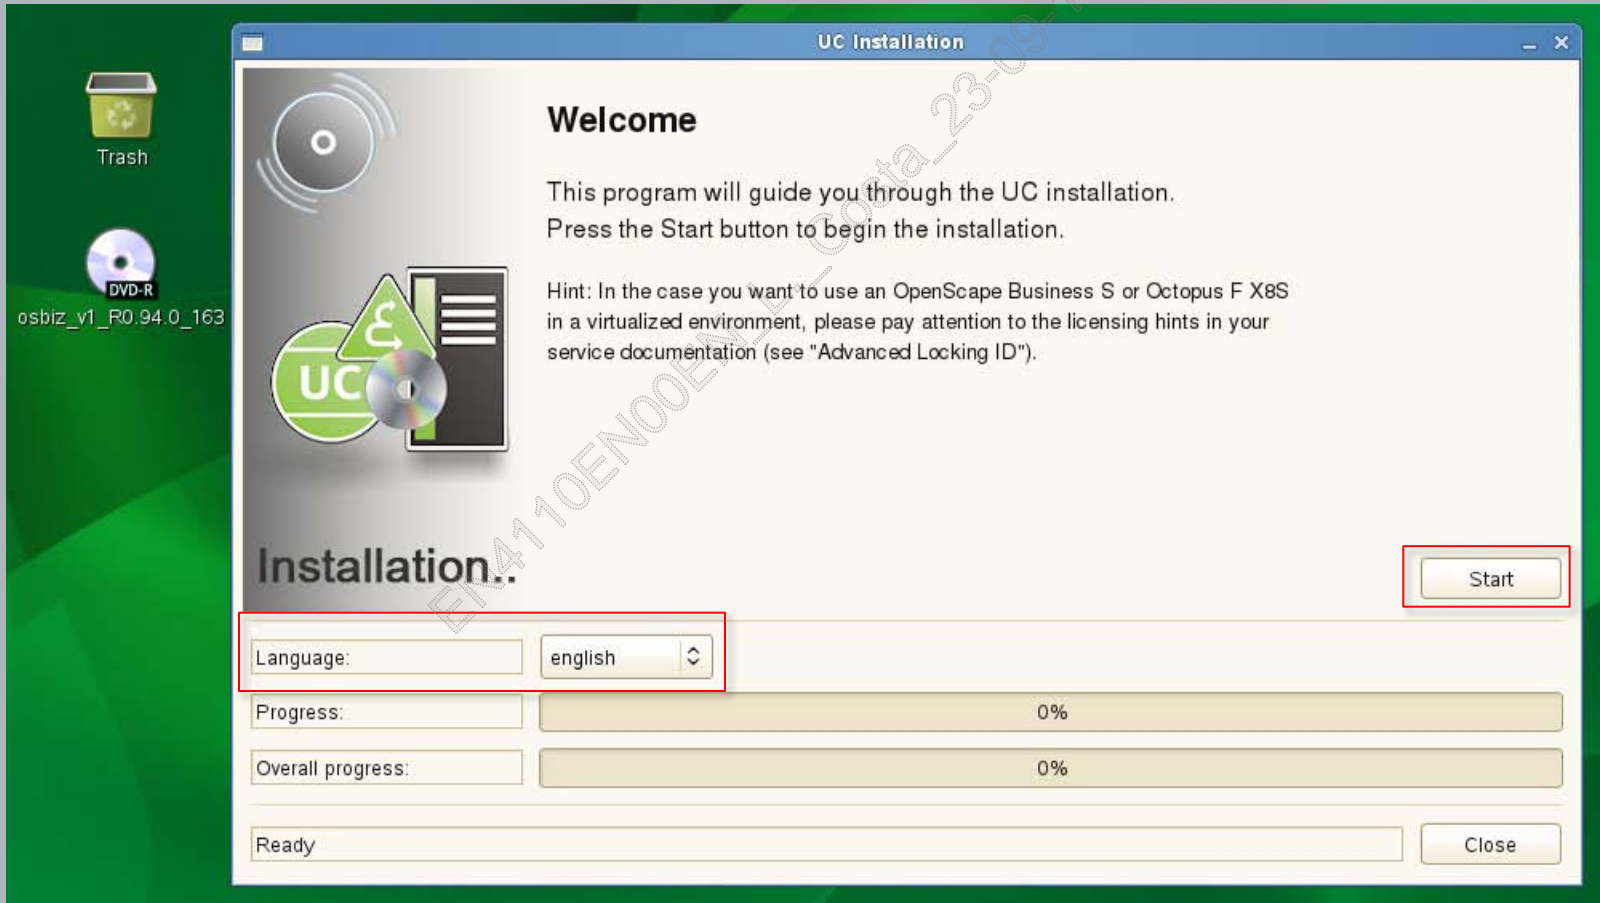 UC Installation
Trash
DVD-R
osbiz_v1_R0.94.0_163
Welcome
This program will guide you through the UC installation.
Press the Start button to begin the installation.
Hint: In the case you want to use an OpenScape Business S or Octopus F X8S
in a virtualized environment, please pay attention to the licensing hints in your
service documentation (see "Advanced Locking ID").
UC
Installation..
Start
Language:
english
Progress:
0%
Overall progress:
0%
Ready
Close